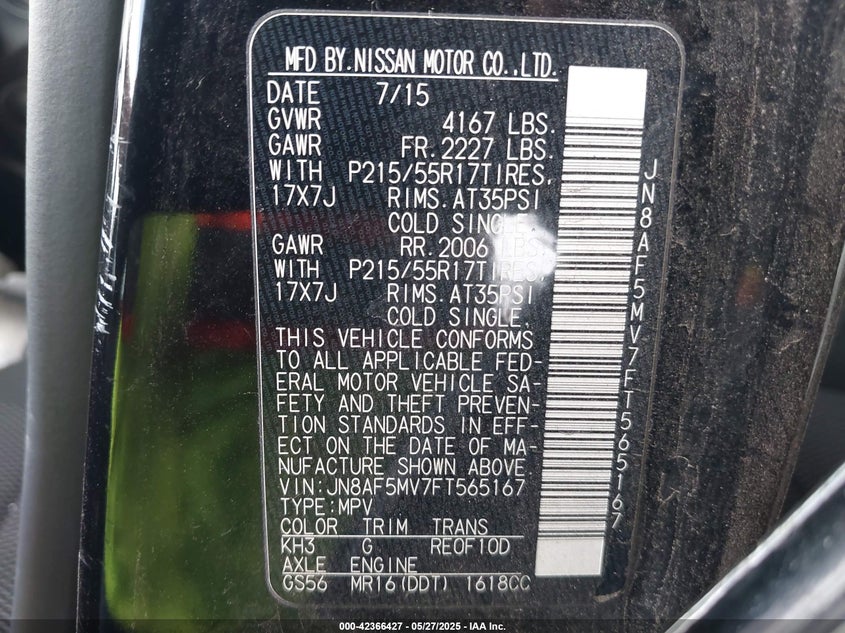 MFD BY.NISSAN MOTOR CO.,LTD.
DATE 7/15
GVWR 4167 LBS.
GAWR FR.2227 LBS.
WITH P215/55R17TIRES,
17X7J RIMS.AT35PSI
COLD SINGLE.
GAWR RR.2006 LBS.
WITH P215/55R17TIRES,
17X7J RIMS.AT35PSI
COLD SINGLE.
THIS VEHICLE CONFORMS
TO ALL APPLICABLE FED-
ERAL MOTOR VEHICLE SA-
FETY AND THEFT PREVEN-
TION STANDARDS IN EFF-
ECT ON THE DATE OF MA-
NUFACTURE SHOWN ABOVE
VIN:JN8AF5MV7FT565167
TYPE:MPV
COLOR TRIM TRANS
KH3 G RE0F10D
AXLE ENGINE
GS56 MR16(DDT) 1618CC
JN8AF5MV7FT565167
000-42366427 - 05/27/2025 - IAA Inc.